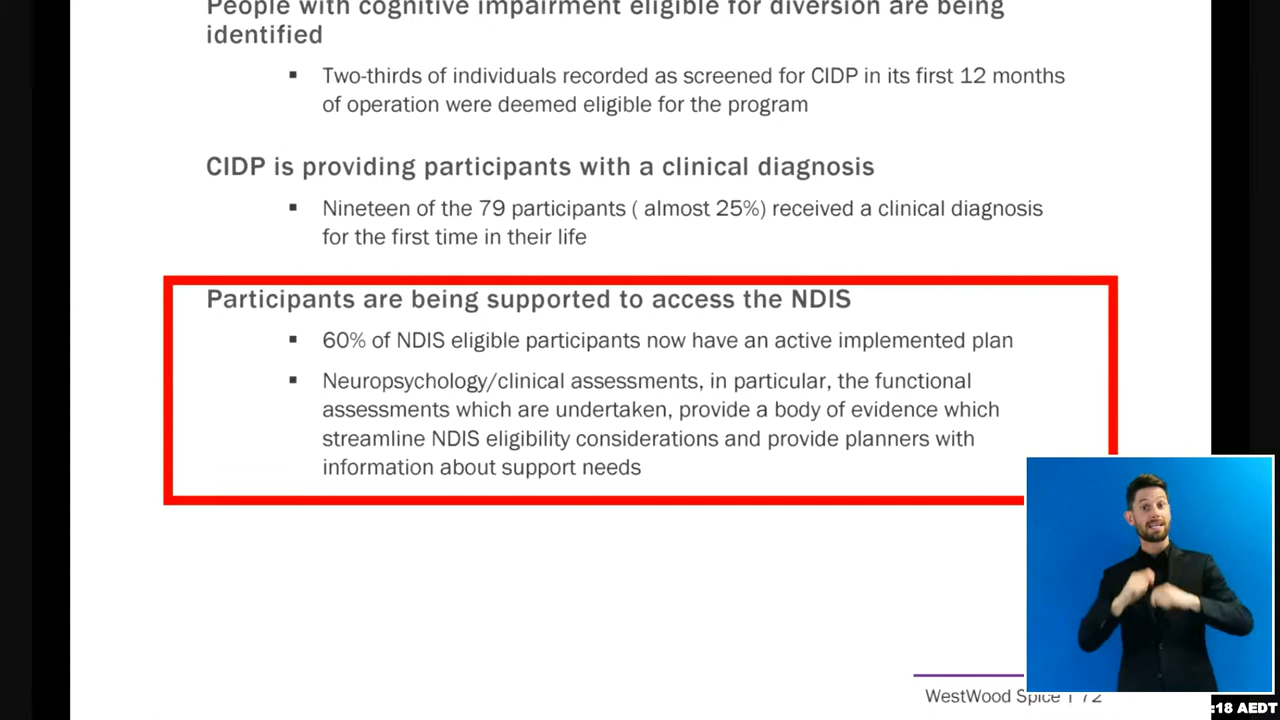 People with cognitive impairment eligible for diversion are being
identified
▪ Two-thirds of individuals recorded as screened for CIDP in its first 12 months
of operation were deemed eligible for the program
CIDP is providing participants with a clinical diagnosis
▪ Nineteen of the 79 participants ( almost 25%) received a clinical diagnosis
for the first time in their life
Participants are being supported to access the NDIS
▪ 60% of NDIS eligible participants now have an active implemented plan
▪ Neuropsychology/clinical assessments, in particular, the functional
assessments which are undertaken, provide a body of evidence which
streamline NDIS eligibility considerations and provide planners with
information about support needs
WestWood Spice | 72
:18 AEDT